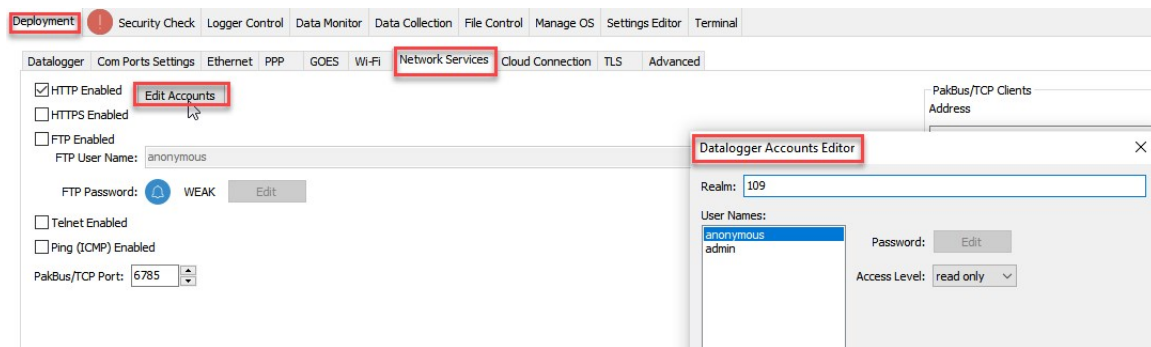 Deployment ! Security Check Logger Control Data Monitor Data Collection File Control Manage OS Settings Editor Terminal
Datalogger Com Ports Settings Ethernet PPP GOES Wi-Fi Network Services Cloud Connection TLS Advanced
HTTP Enabled Edit Accounts
HTTPS Enabled
FTP Enabled
FTP User Name: anonymous
FTP Password: WEAK Edit
Telnet Enabled
Ping (ICMP) Enabled
PakBus/TCP Port: 6785
PakBus/TCP Clients
Address
Datalogger Accounts Editor
Realm: 109
User Names:
anonymous
admin
Password: Edit
Access Level: read only